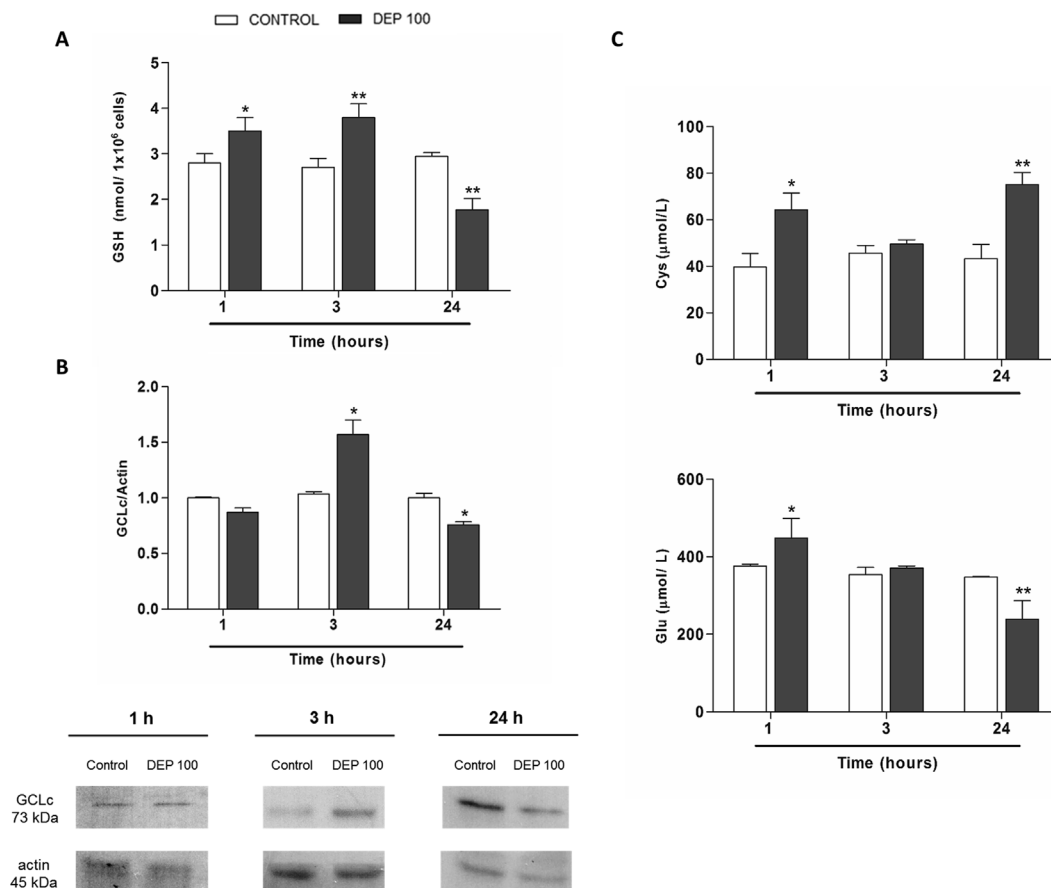 CONTROL DEP 100
A
5
4
3
2
1
0
GSH (nmol/ 1x10⁶ cells)
* ** **
1 3 24
Time (hours)
B
2.0
1.5
1.0
0.5
0.0
GCLc/Actin
* *
1 3 24
Time (hours)
1 h 3 h 24 h
Control DEP 100 Control DEP 100 Control DEP 100
GCLc
73 kDa
actin
45 kDa
C
100
80
60
40
20
0
Cys (µmol/L)
* **
1 3 24
Time (hours)
600
400
200
0
Glu (µmol/ L)
* **
1 3 24
Time (hours)